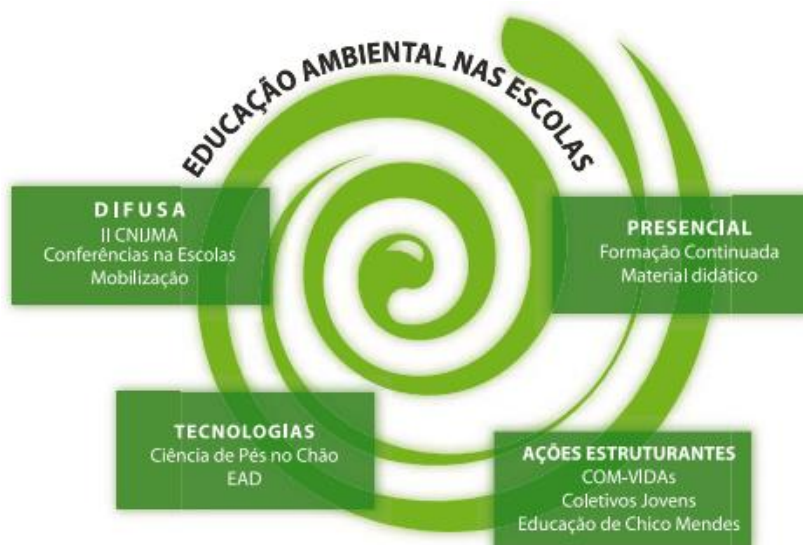 EDUCAÇÃO AMBIENTAL NAS ESCOLAS
DIFUSA
II CNIJMA
Conferências na Escolas
Mobilização
PRESENCIAL
Formação Continuada
Material didático
TECNOLOGIAS
Ciência de Pés no Chão
EAD
AÇÕES ESTRUTURANTES
COM-VIDAs
Coletivos Jovens
Educação de Chico Mendes